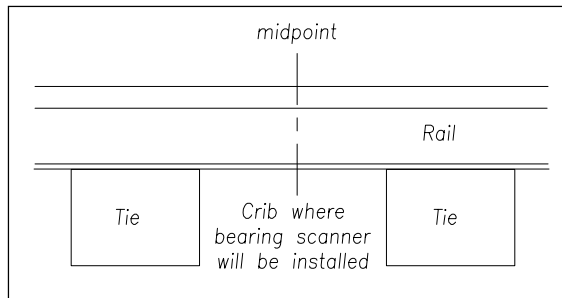 midpoint
Rail
Tie
Crib where
bearing scanner
will be installed
Tie